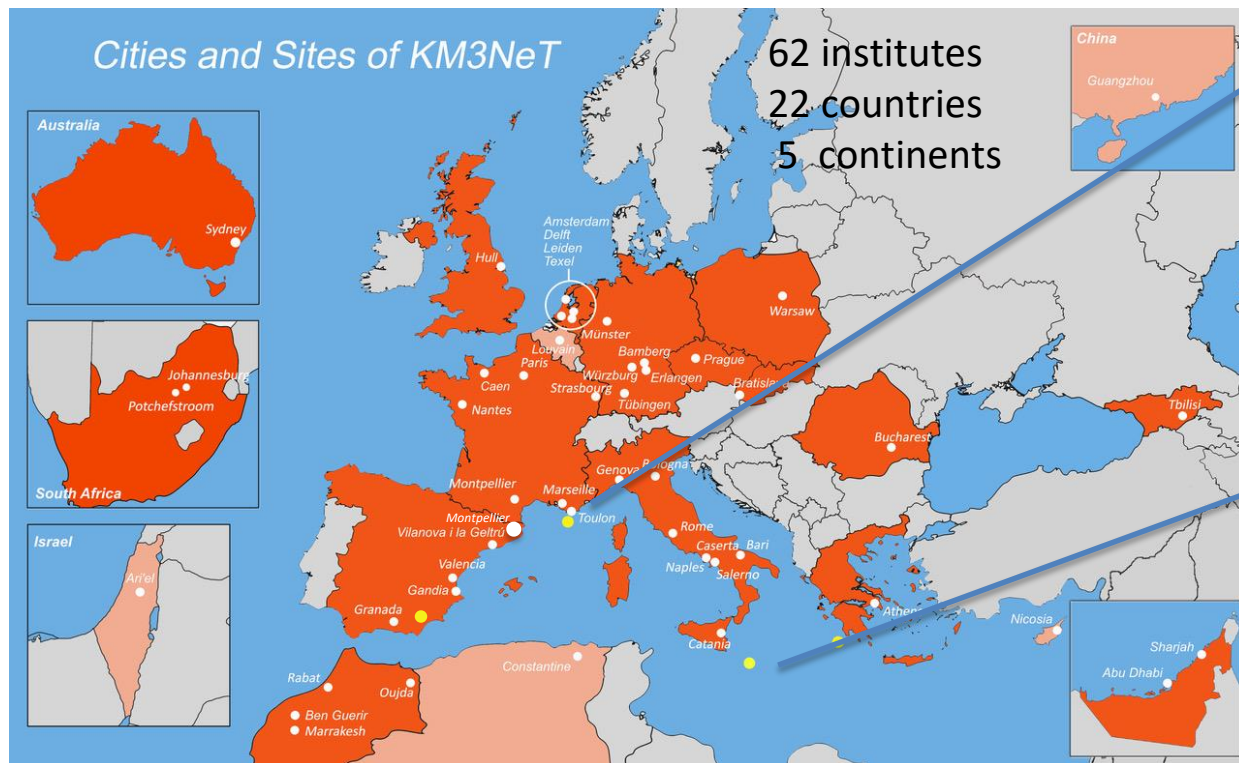 Cities and Sites of KM3NeT
62 institutes
22 countries
5 continents
China
Guangzhou
Australia
Sydney
Johannesburg
Potchefstroom
South Africa
Israel
Ari'el
Amsterdam
Delft
Leiden
Texel
Hull
Warsaw
Münster
Louvain
Paris
Bamberg
Prague
Caen
Würzburg
Erlangen
Strasbourg
Bratislava
Nantes
Tübingen
Tbilisi
Bucharest
Genova
Bologna
Montpellier
Marseille
Toulon
Montpellier
Vilanova i la Geltrú
Rome
Caserta
Bari
Valencia
Naples
Salerno
Gandia
Granada
Athens
Catania
Nicosia
Sharjah
Abu Dhabi
Constantine
Rabat
Oujda
Ben Guerir
Marrakesh